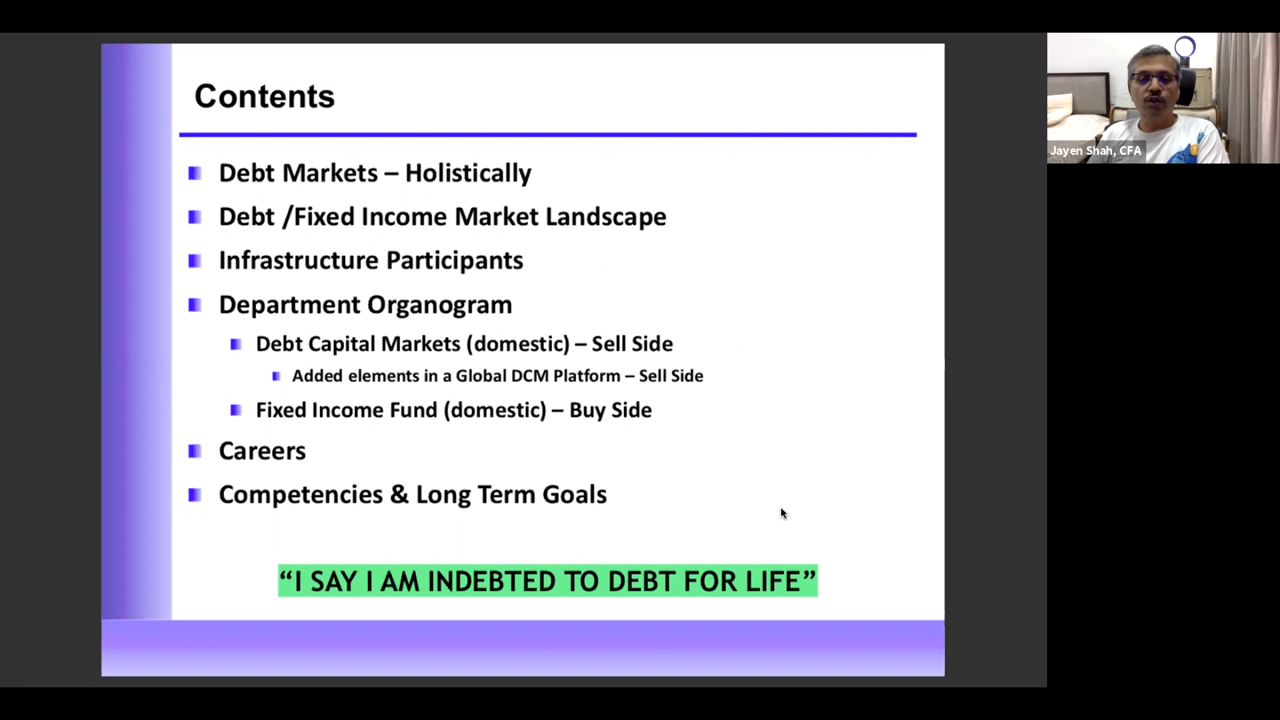 Contents
Debt Markets – Holistically
Debt /Fixed Income Market Landscape
Infrastructure Participants
Department Organogram
Debt Capital Markets (domestic) – Sell Side
Added elements in a Global DCM Platform – Sell Side
Fixed Income Fund (domestic) – Buy Side
Careers
Competencies & Long Term Goals
“I SAY I AM INDEBTED TO DEBT FOR LIFE”
Jayen Shah, CFA